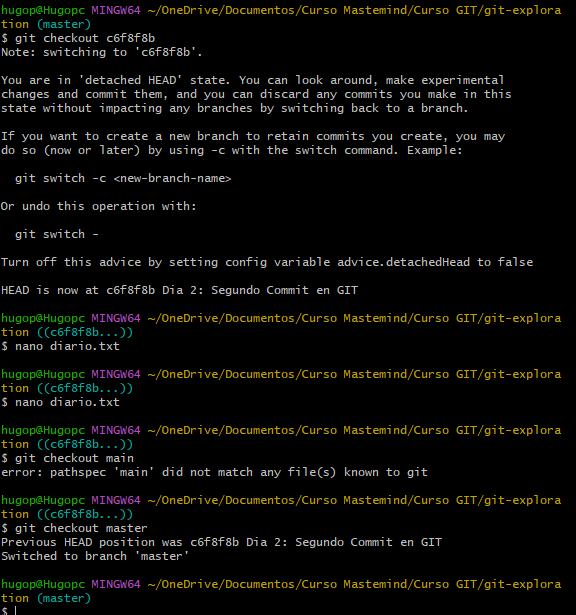 hugop@Hugopc MINGW64 ~/OneDrive/Documentos/Curso Mastemind/Curso GIT/git-explora
tion (master)
$ git checkout c6f8f8b
Note: switching to 'c6f8f8b'.

You are in 'detached HEAD' state. You can look around, make experimental
changes and commit them, and you can discard any commits you make in this
state without impacting any branches by switching back to a branch.

If you want to create a new branch to retain commits you create, you may
do so (now or later) by using -c with the switch command. Example:

  git switch -c <new-branch-name>

Or undo this operation with:

  git switch -

Turn off this advice by setting config variable advice.detachedHead to false

HEAD is now at c6f8f8b Dia 2: Segundo Commit en GIT

hugop@Hugopc MINGW64 ~/OneDrive/Documentos/Curso Mastemind/Curso GIT/git-explora
tion ((c6f8f8b...))
$ nano diario.txt

hugop@Hugopc MINGW64 ~/OneDrive/Documentos/Curso Mastemind/Curso GIT/git-explora
tion ((c6f8f8b...))
$ nano diario.txt

hugop@Hugopc MINGW64 ~/OneDrive/Documentos/Curso Mastemind/Curso GIT/git-explora
tion ((c6f8f8b...))
$ git checkout main
error: pathspec 'main' did not match any file(s) known to git

hugop@Hugopc MINGW64 ~/OneDrive/Documentos/Curso Mastemind/Curso GIT/git-explora
tion ((c6f8f8b...))
$ git checkout master
Previous HEAD position was c6f8f8b Dia 2: Segundo Commit en GIT
Switched to branch 'master'

hugop@Hugopc MINGW64 ~/OneDrive/Documentos/Curso Mastemind/Curso GIT/git-explora
tion (master)
$